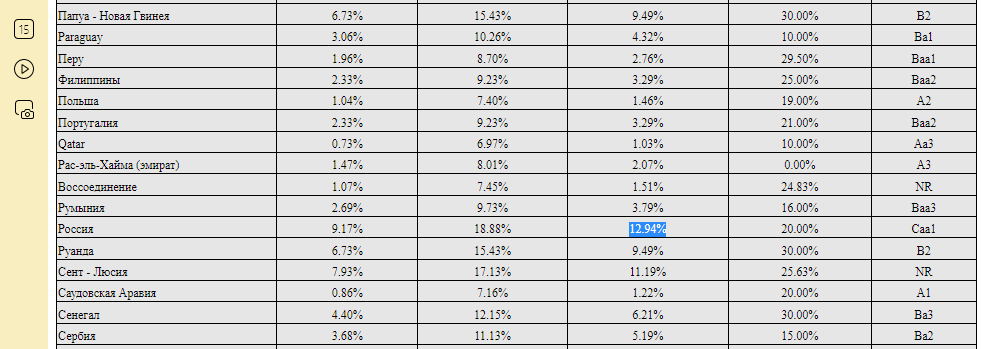 15
Папуа - Новая Гвинея 6.73% 15.43% 9.49% 30.00% B2
Paraguay 3.06% 10.26% 4.32% 10.00% Ba1
Перу 1.96% 8.70% 2.76% 29.50% Baa1
Филиппины 2.33% 9.23% 3.29% 25.00% Baa2
Польша 1.04% 7.40% 1.46% 19.00% A2
Португалия 2.33% 9.23% 3.29% 21.00% Baa2
Qatar 0.73% 6.97% 1.03% 10.00% Aa3
Рас-эль-Хайма (эмират) 1.47% 8.01% 2.07% 0.00% A3
Воссоединение 1.07% 7.45% 1.51% 24.83% NR
Румыния 2.69% 9.73% 3.79% 16.00% Baa3
Россия 9.17% 18.88% 12.94% 20.00% Caa1
Руанда 6.73% 15.43% 9.49% 30.00% B2
Сент - Люсия 7.93% 17.13% 11.19% 25.63% NR
Саудовская Аравия 0.86% 7.16% 1.22% 20.00% A1
Сенегал 4.40% 12.15% 6.21% 30.00% Ba3
Сербия 3.68% 11.13% 5.19% 15.00% Ba2